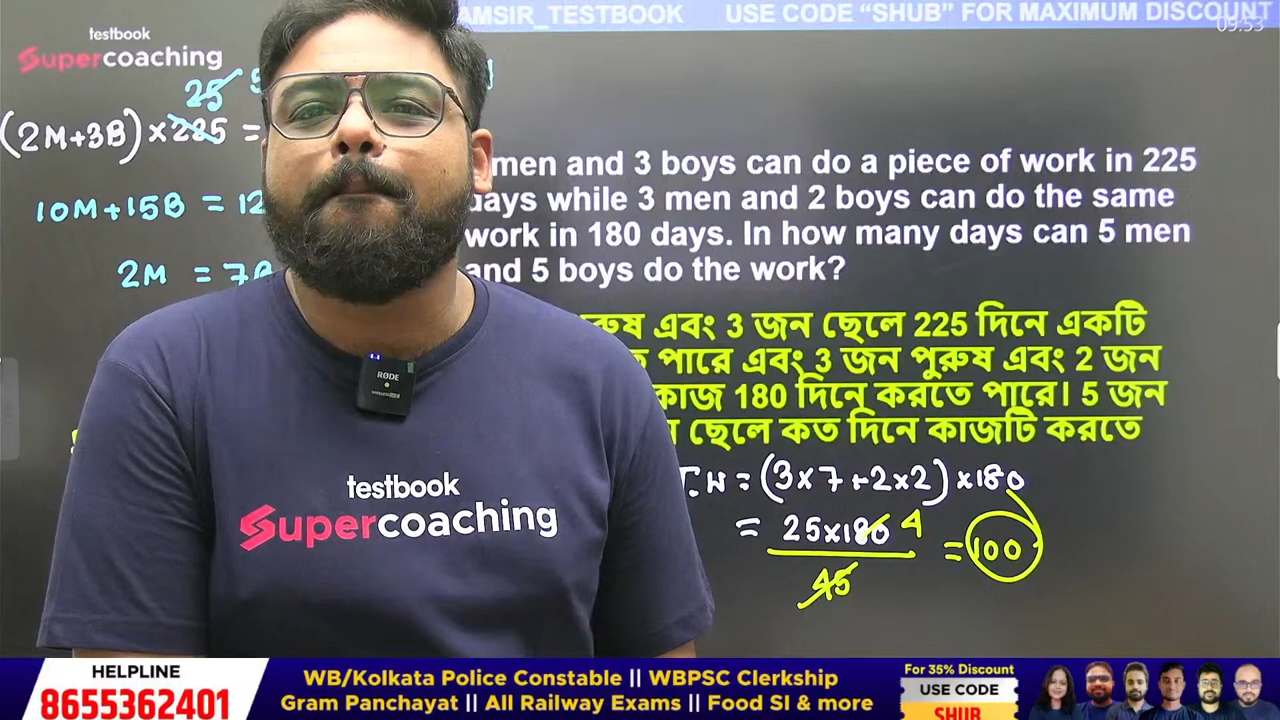 AMSIR_TESTBOOK USE CODE “SHUB” FOR MAXIMUM DISCOUNT
09:53
testbook
Supercoaching
25
(2M+3B)×225 =
10M+15B = 12
2M = 7B
men and 3 boys can do a piece of work in 225
days while 3 men and 2 boys can do the same
work in 180 days. In how many days can 5 men
and 5 boys do the work?
রুষ এবং 3 জন ছেলে 225 দিনে একটি
পারে এবং 3 জন পুরুষ এবং 2 জন
কাজ 180 দিনে করতে পারে। 5 জন
ছেলে কত দিনে কাজটি করতে
T.W = (3×7+2×2)×180
= 25×180 4
45
= 100
RØDE
testbook
Supercoaching
HELPLINE
8655362401
WB/Kolkata Police Constable || WBPSC Clerkship
Gram Panchayat || All Railway Exams || Food SI & more
For 35% Discount
USE CODE
SHUB